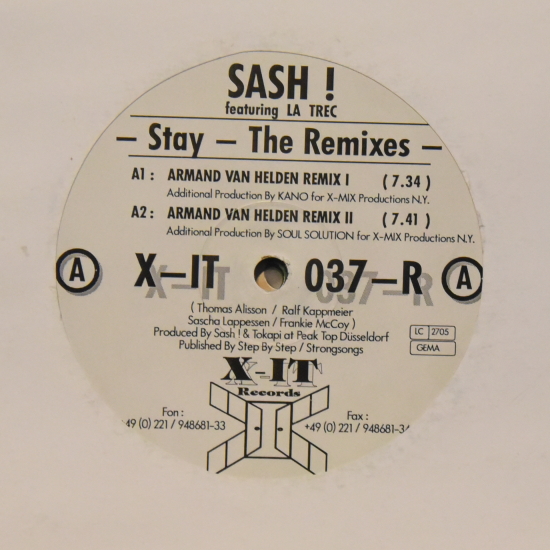 SASH !
featuring LA TREC
– Stay – The Remixes –
A1 : ARMAND VAN HELDEN REMIX I ( 7.34 )
Additional Production By KANO for X-MIX Productions N.Y.
A2 : ARMAND VAN HELDEN REMIX II ( 7.41 )
Additional Production By SOUL SOLUTION for X-MIX Productions N.Y.
A X–IT 037–R A
( Thomas Alisson / Ralf Kappmeier
Sascha Lappessen / Frankie McCoy )
Produced By Sash ! & Tokapi at Peak Top Düsseldorf
Published By Step By Step / Strongsongs
LC 2705
GEMA
X-IT
Records
Fon :
49 (0) 221 / 948681-33
Fax :
+49 (0) 221 / 948681-34